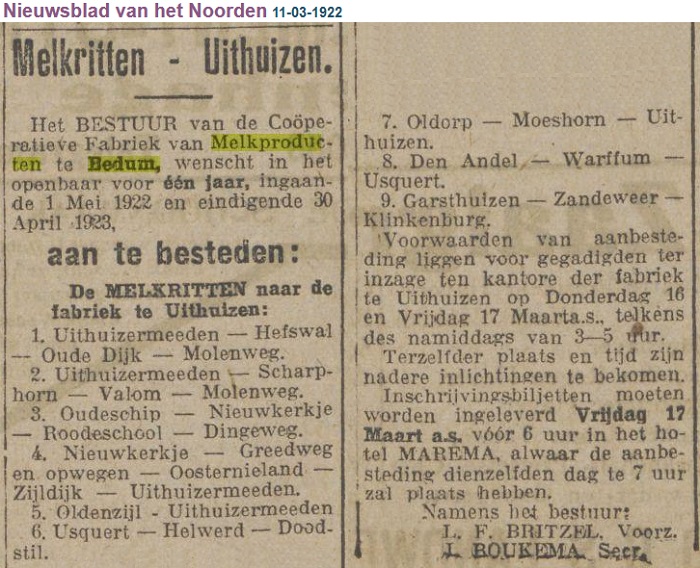 Nieuwsblad van het Noorden 11-03-1922
Melkritten - Uithuizen.
Het BESTUUR van de Coöpe-
ratieve Fabriek van Melkproduc-
ten te Bedum, wenscht in het
openbaar voor één jaar, ingaan-
de 1 Mei 1922 en eindigende 30
April 1923,
aan te besteden:
De MELKRITTEN naar de
fabriek te Uithuizen:
1. Uithuizermeeden — Hefswal
— Oude Dijk — Molenweg.
2. Uithuizermeeden — Scharp-
horn — Valom — Molenweg.
3. Oudeschip — Nieuwkerkje
— Roodeschool — Dingeweg.
4. Nieuwkerkje — Greedweg
en opwegen — Oosternieland —
Zijldijk — Uithuizermeeden.
5. Oldenzijl - Uithuizermeeden
6. Usquert — Helwerd — Dood-
stil.
7. Oldorp — Moeshorn — Uit-
huizen.
8. Den Andel — Warffum —
Usquert.
9. Garsthuizen — Zandeweer —
Klinkenburg.
Voorwaarden van aanbeste-
ding liggen voor gegadigden ter
inzage ten kantore der fabriek
te Uithuizen op Donderdag 16
en Vrijdag 17 Maart a.s., telkens
des namiddags van 3—5 uur.
Terzelfder plaats en tijd zijn
nadere inlichtingen te bekomen.
Inschrijvingsbiljetten moeten
worden ingeleverd Vrijdag 17
Maart a.s. vóór 6 uur in het ho-
tel MAREMA, alwaar de aanbe-
steding dienzelfden dag te 7 uur
zal plaats hebben.
Namens het bestuur:
L. F. BRITZEL, Voorz.
J. BOUKEMA, Secr.